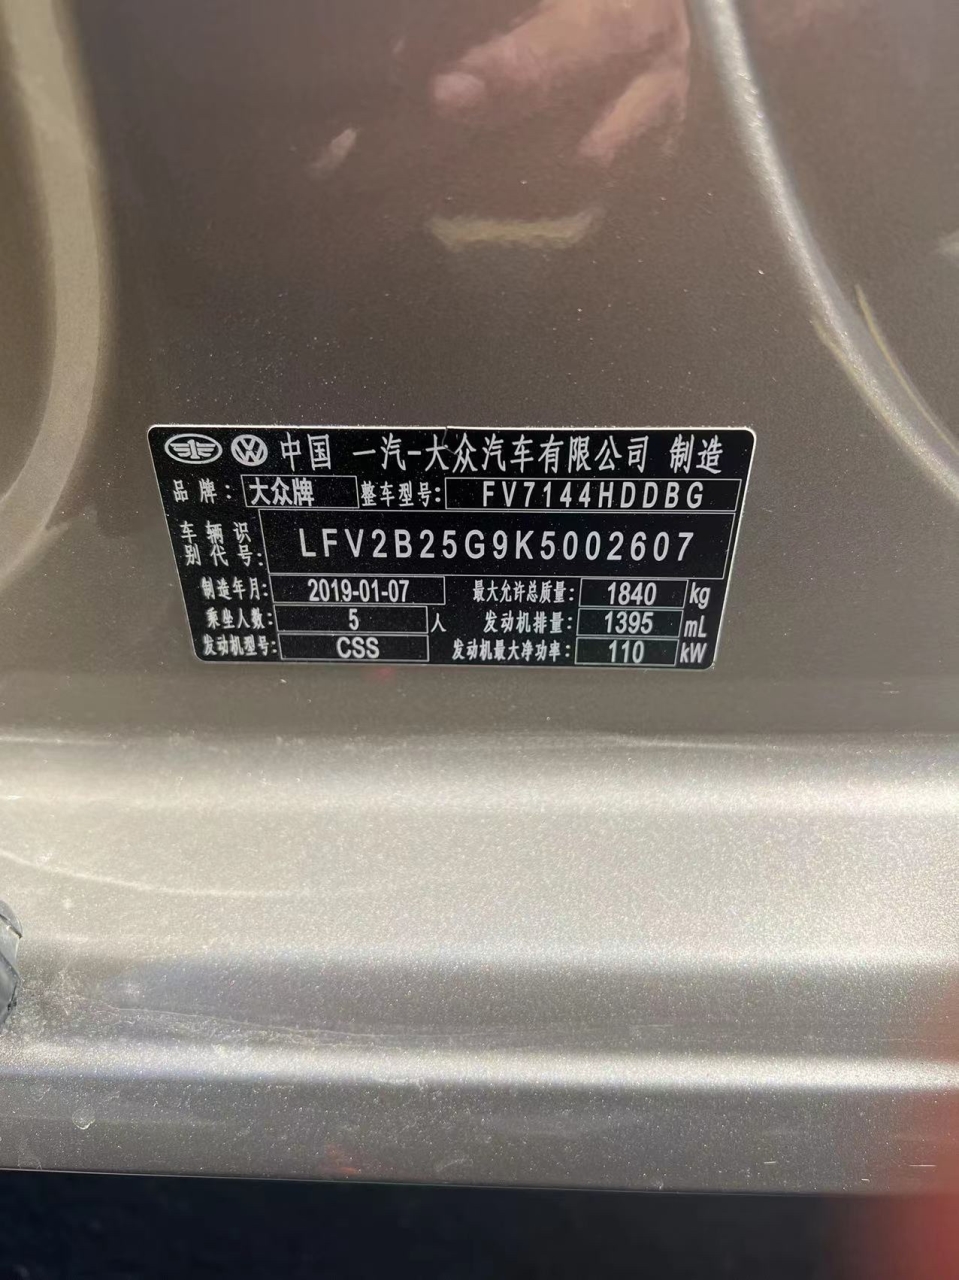 中国 一汽-大众汽车有限公司 制造
品牌: 大众牌 整车型号: FV7144HDDBG
车辆识别代号: LFV2B25G9K5002607
制造年月: 2019-01-07 最大允许总质量: 1840 kg
乘坐人数: 5 人 发动机排量: 1395 mL
发动机型号: CSS 发动机最大净功率: 110 kW